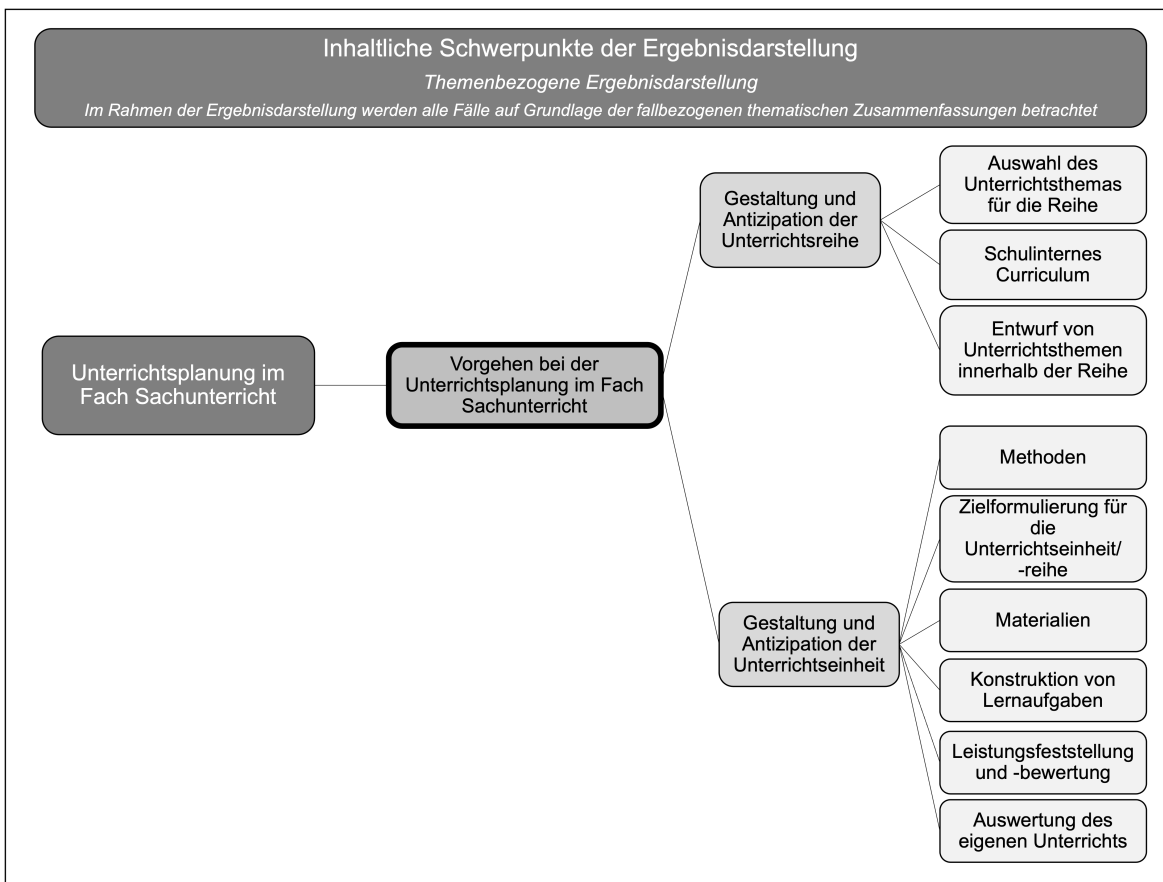 Inhaltliche Schwerpunkte der Ergebnisdarstellung
Themenbezogene Ergebnisdarstellung
Im Rahmen der Ergebnisdarstellung werden alle Fälle auf Grundlage der fallbezogenen thematischen Zusammenfassungen betrachtet
Unterrichtsplanung im
Fach Sachunterricht
Vorgehen bei der
Unterrichtsplanung im Fach
Sachunterricht
Gestaltung und
Antizipation der
Unterrichtsreihe
Auswahl des
Unterrichtsthemas
für die Reihe
Schulinternes
Curriculum
Entwurf von
Unterrichtsthemen
innerhalb der Reihe
Gestaltung und
Antizipation der
Unterrichtseinheit
Methoden
Zielformulierung für
die
Unterrichtseinheit/
-reihe
Materialien
Konstruktion von
Lernaufgaben
Leistungsfeststellung
und -bewertung
Auswertung des
eigenen Unterrichts